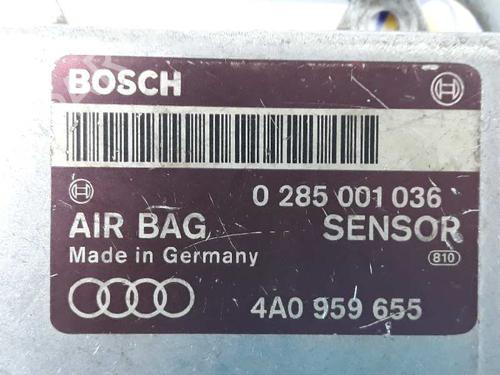 BOSCH
0 285 001 036
AIR BAG SENSOR
Made in Germany 810
4A0 959 655